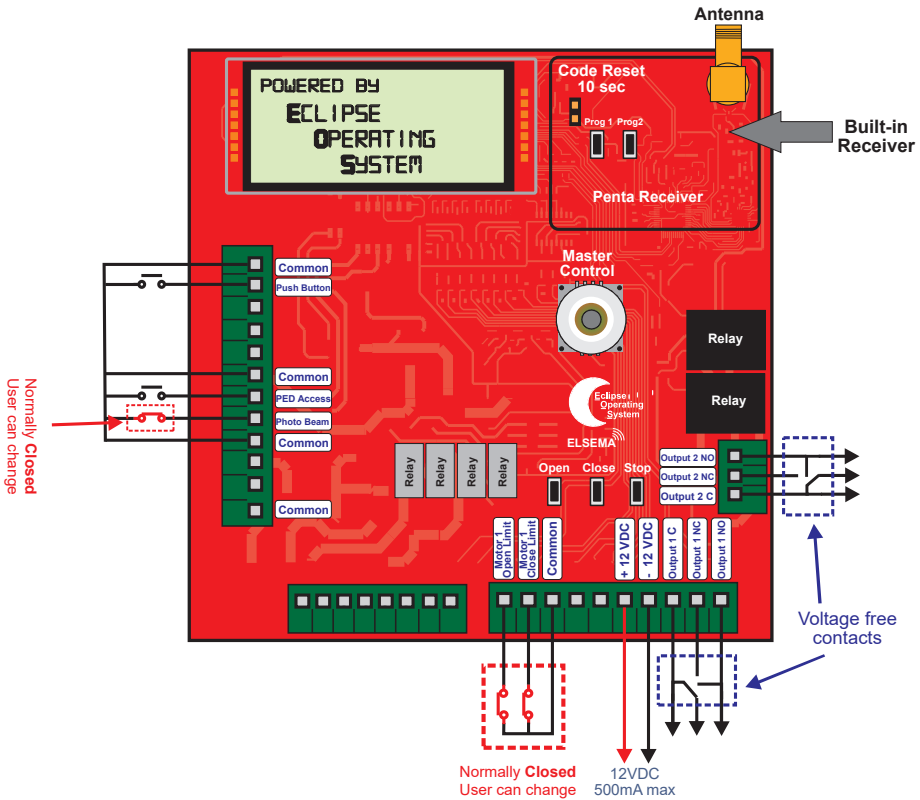 Antenna
POWERED BY
ECLIPSE
OPERATING
SYSTEM
Code Reset
10 sec
Prog 1 Prog2
Built-in
Receiver
Penta Receiver
Common
Push Button
Master
Control
Relay
Common
PED Access
Photo Beam
Common
Common
Normally Closed
User can change
Eclipse
Operating
System
ELSEMA
Relay
Relay
Relay
Relay
Relay
Open Close Stop
Output 2 NO
Output 2 NC
Output 2 C
Motor 1
Open Limit
Motor 1
Close Limit
Common
+ 12 VDC
- 12 VDC
Output 1 C
Output 1 NC
Output 1 NO
Voltage free
contacts
Normally Closed
User can change
12VDC
500mA max